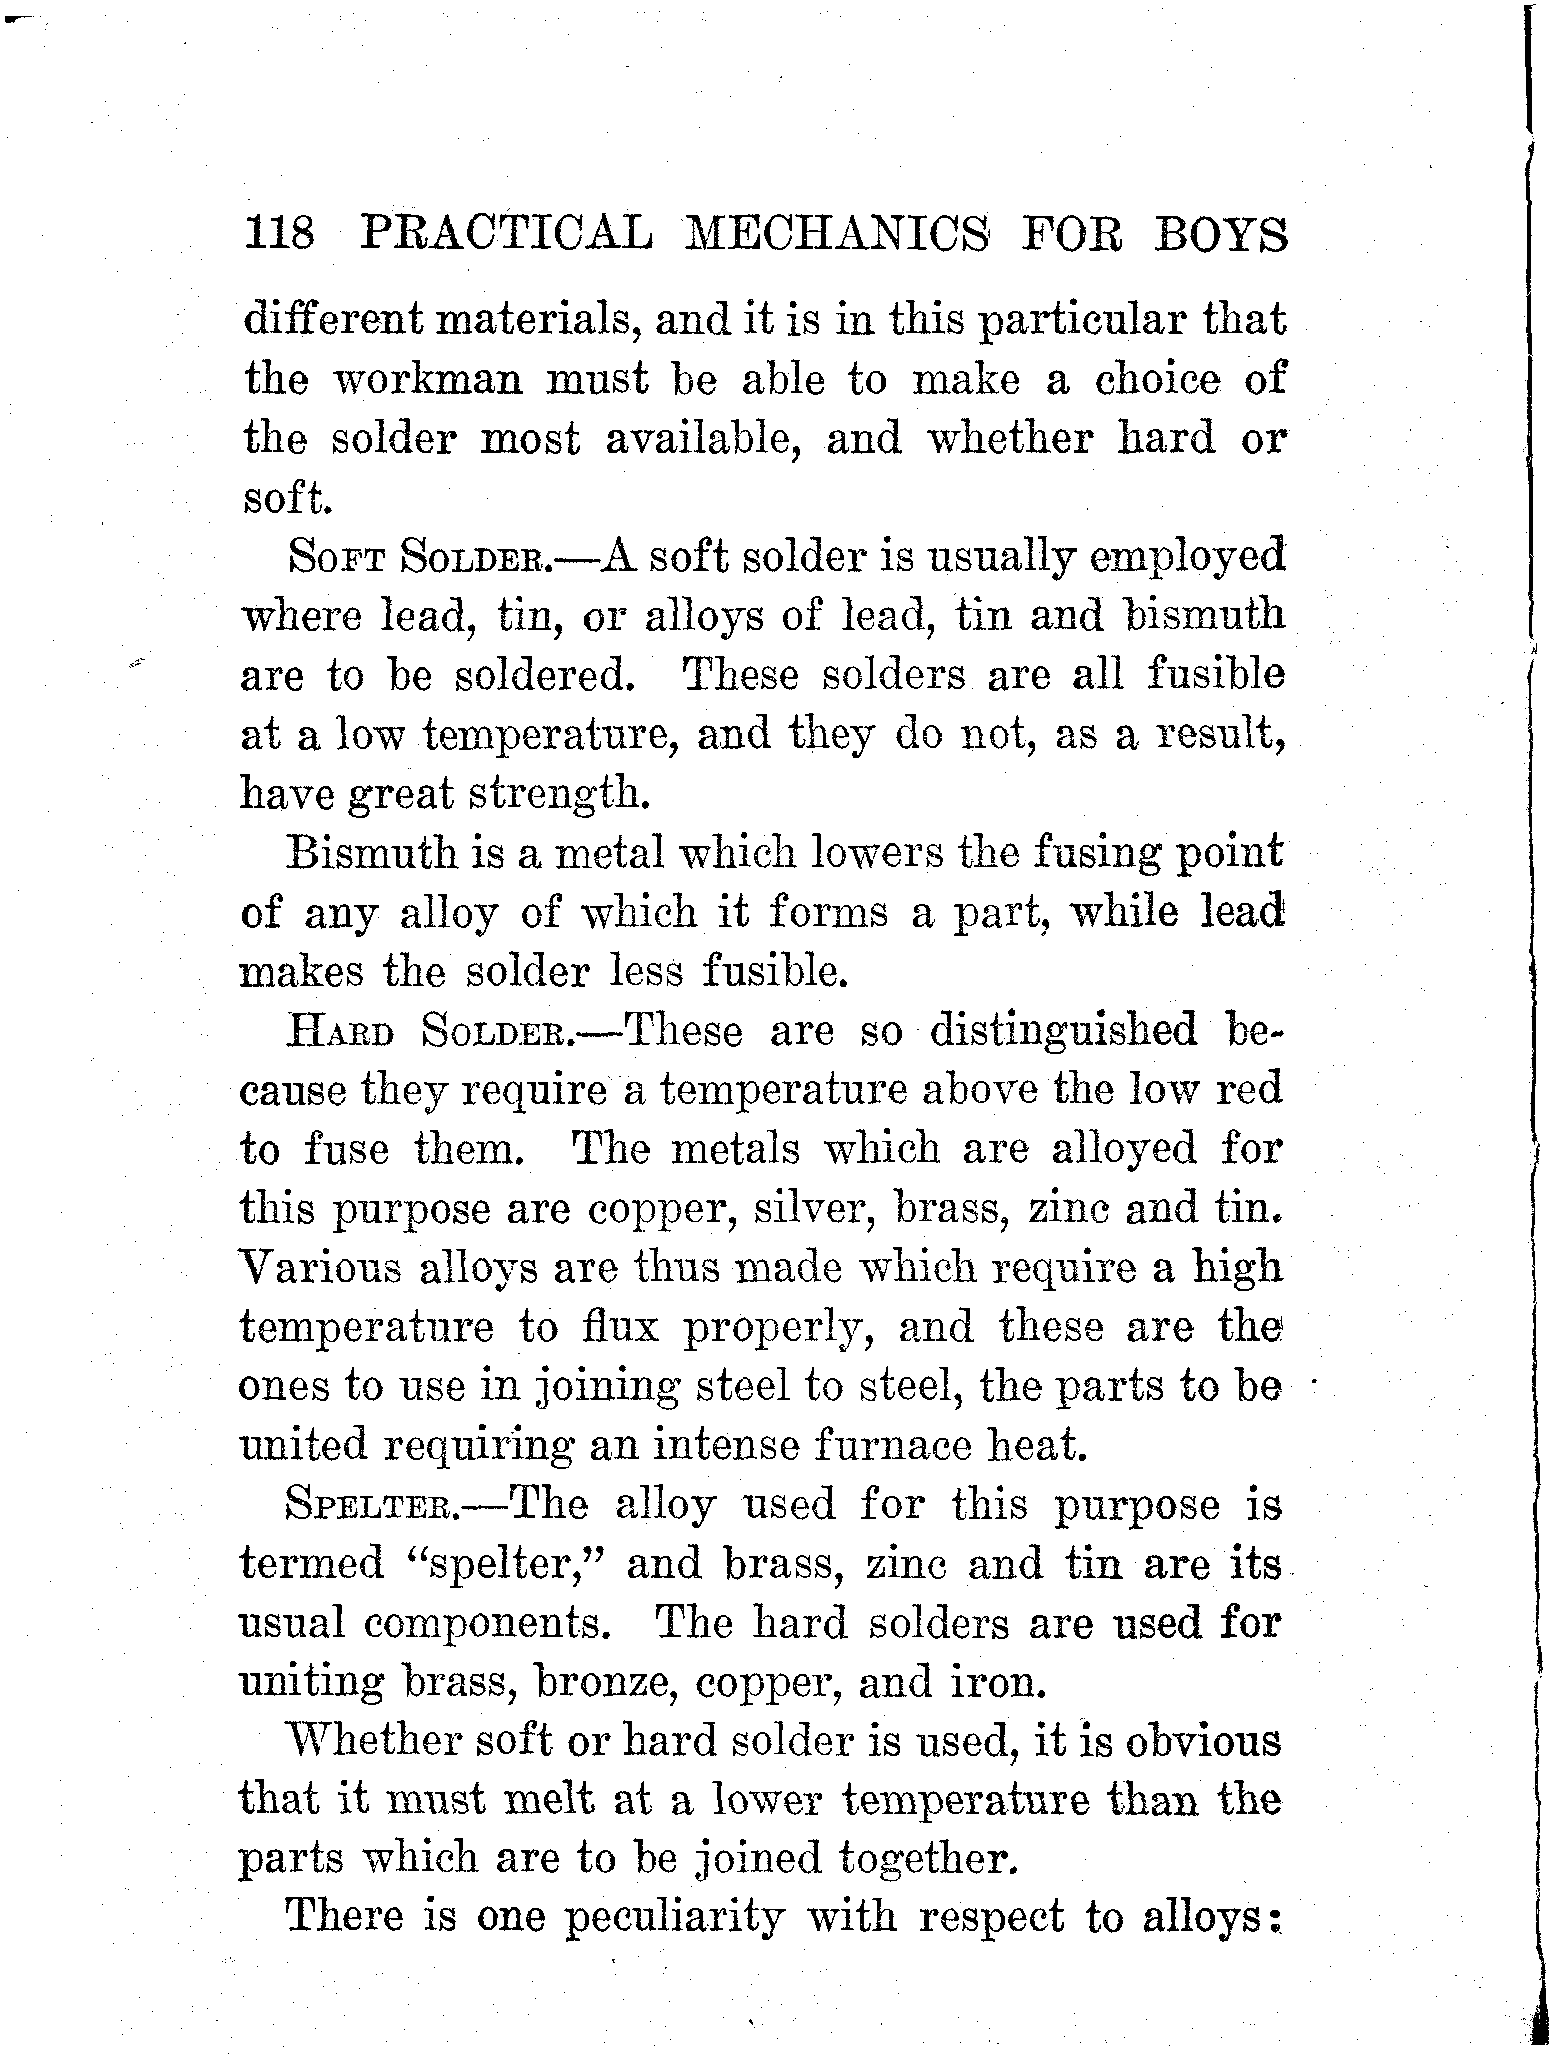 118 PRACTICAL MECHANICS FOR BOYS
different materials, and it is in this particular that
the workman must be able to make a choice of
the solder most available, and whether hard or
soft.
SOFT SOLDER.—A soft solder is usually employed
where lead, tin, or alloys of lead, tin and bismuth
are to be soldered. These solders are all fusible
at a low temperature, and they do not, as a result,
have great strength.
Bismuth is a metal which lowers the fusing point
of any alloy of which it forms a part, while lead
makes the solder less fusible.
HARD SOLDER.—These are so distinguished be-
cause they require a temperature above the low red
to fuse them. The metals which are alloyed for
this purpose are copper, silver, brass, zinc and tin.
Various alloys are thus made which require a high
temperature to flux properly, and these are the
ones to use in joining steel to steel, the parts to be
united requiring an intense furnace heat.
SPELTER.—The alloy used for this purpose is
termed “spelter,” and brass, zinc and tin are its
usual components. The hard solders are used for
uniting brass, bronze, copper, and iron.
Whether soft or hard solder is used, it is obvious
that it must melt at a lower temperature than the
parts which are to be joined together.
There is one peculiarity with respect to alloys: